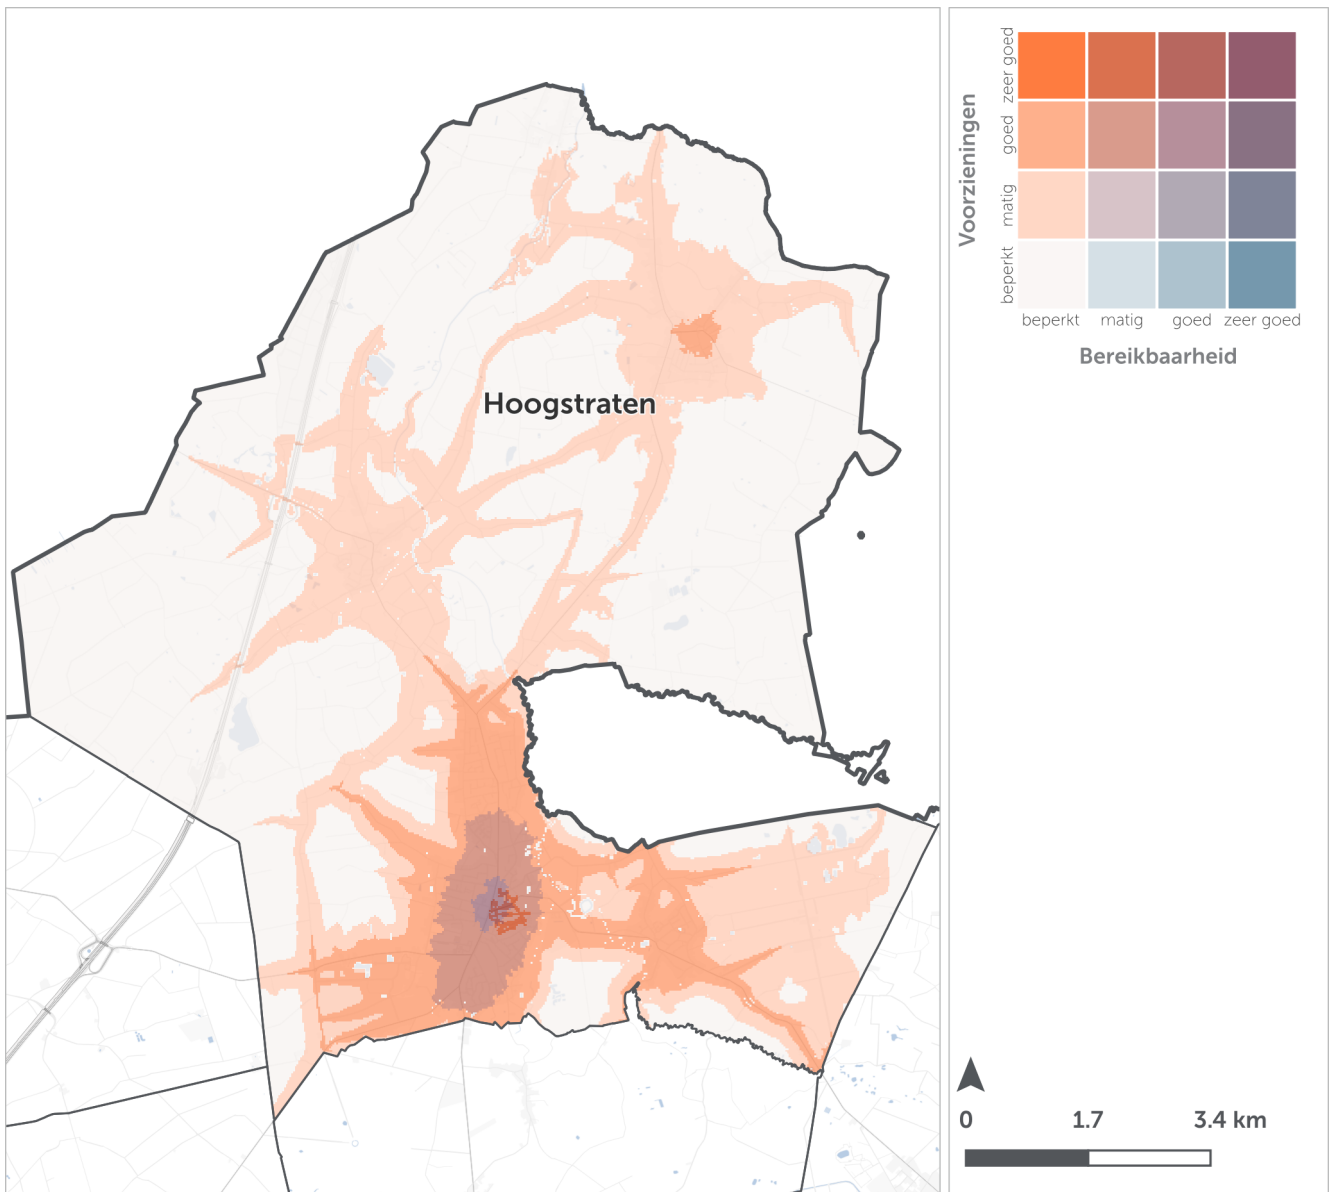 Hoogstraten
Voorzieningen
zeer goed
goed
matig
beperkt
beperkt matig goed zeer goed
Bereikbaarheid
0 1.7 3.4 km